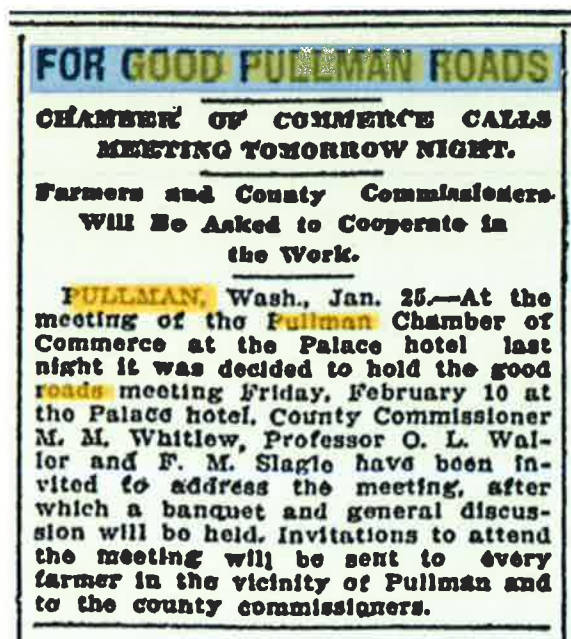 FOR GOOD PULLMAN ROADS
CHAMBER OF COMMERCE CALLS
MEETING TOMORROW NIGHT.
Farmers and County Commissioners
Will Be Asked to Cooperate in
the Work.
PULLMAN, Wash., Jan. 25.—At the
meeting of the Pullman Chamber of
Commerce at the Palace hotel last
night it was decided to hold the good
roads meeting Friday, February 10 at
the Palace hotel. County Commissioner
M. M. Whitlew, Professor O. L. Wal-
ler and F. M. Slagle have been in-
vited to address the meeting, after
which a banquet and general discus-
sion will be held. Invitations to attend
the meeting will be sent to every
farmer in the vicinity of Pullman and
to the county commissioners.